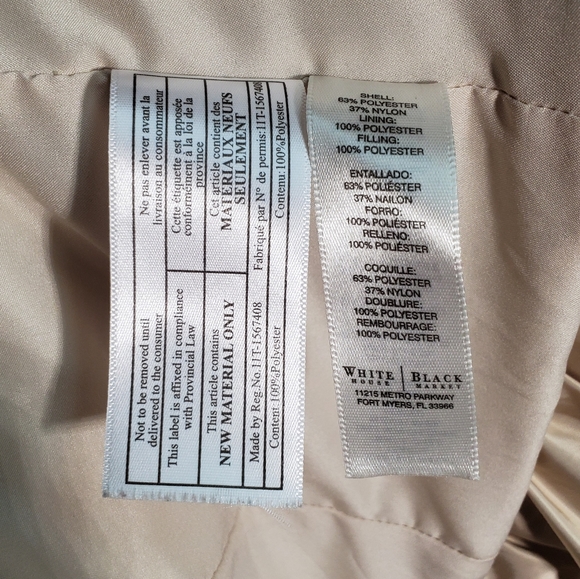 Not to be removed until
delivered to the consumer
This label is affixed in compliance
with Provincial Law
This article contains
NEW MATERIAL ONLY
Made by Reg.No.1IT-1567408
Content:100%Polyester
Ne pas enlever avant la
livraison au consommateur
Cette étiquette est apposée
conformément à la loi de la
province
Cet article contient des
MATERIAUX NEUFS
SEULEMENT
Fabriqué par N° de permis:1IT-1567408
Contenu:100%Polyester
SHELL:
63% POLYESTER
37% NYLON
LINING:
100% POLYESTER
FILLING:
100% POLYESTER
ENTALLADO:
63% POLIÉSTER
37% NAILON
FORRO:
100% POLIÉSTER
RELLENO:
100% POLIÉSTER
COQUILLE:
63% POLYESTER
37% NYLON
DOUBLURE:
100% POLYESTER
REMBOURRAGE:
100% POLYESTER
WHITE | BLACK
HOUSE | MARKET
11215 METRO PARKWAY
FORT MYERS, FL 33966